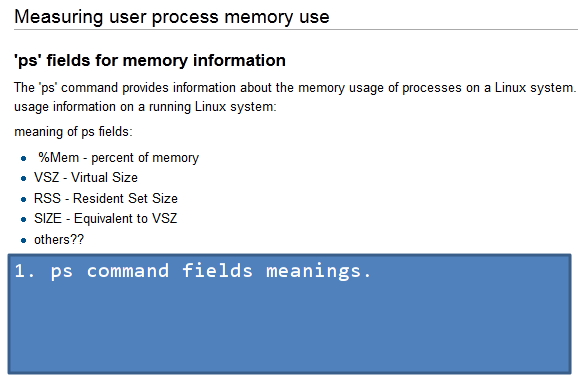 Measuring user process memory use
'ps' fields for memory information
The 'ps' command provides information about the memory usage of processes on a Linux system.
usage information on a running Linux system:
meaning of ps fields:
%Mem - percent of memory
VSZ - Virtual Size
RSS - Resident Set Size
SIZE - Equivalent to VSZ
others??
1. ps command fields meanings.